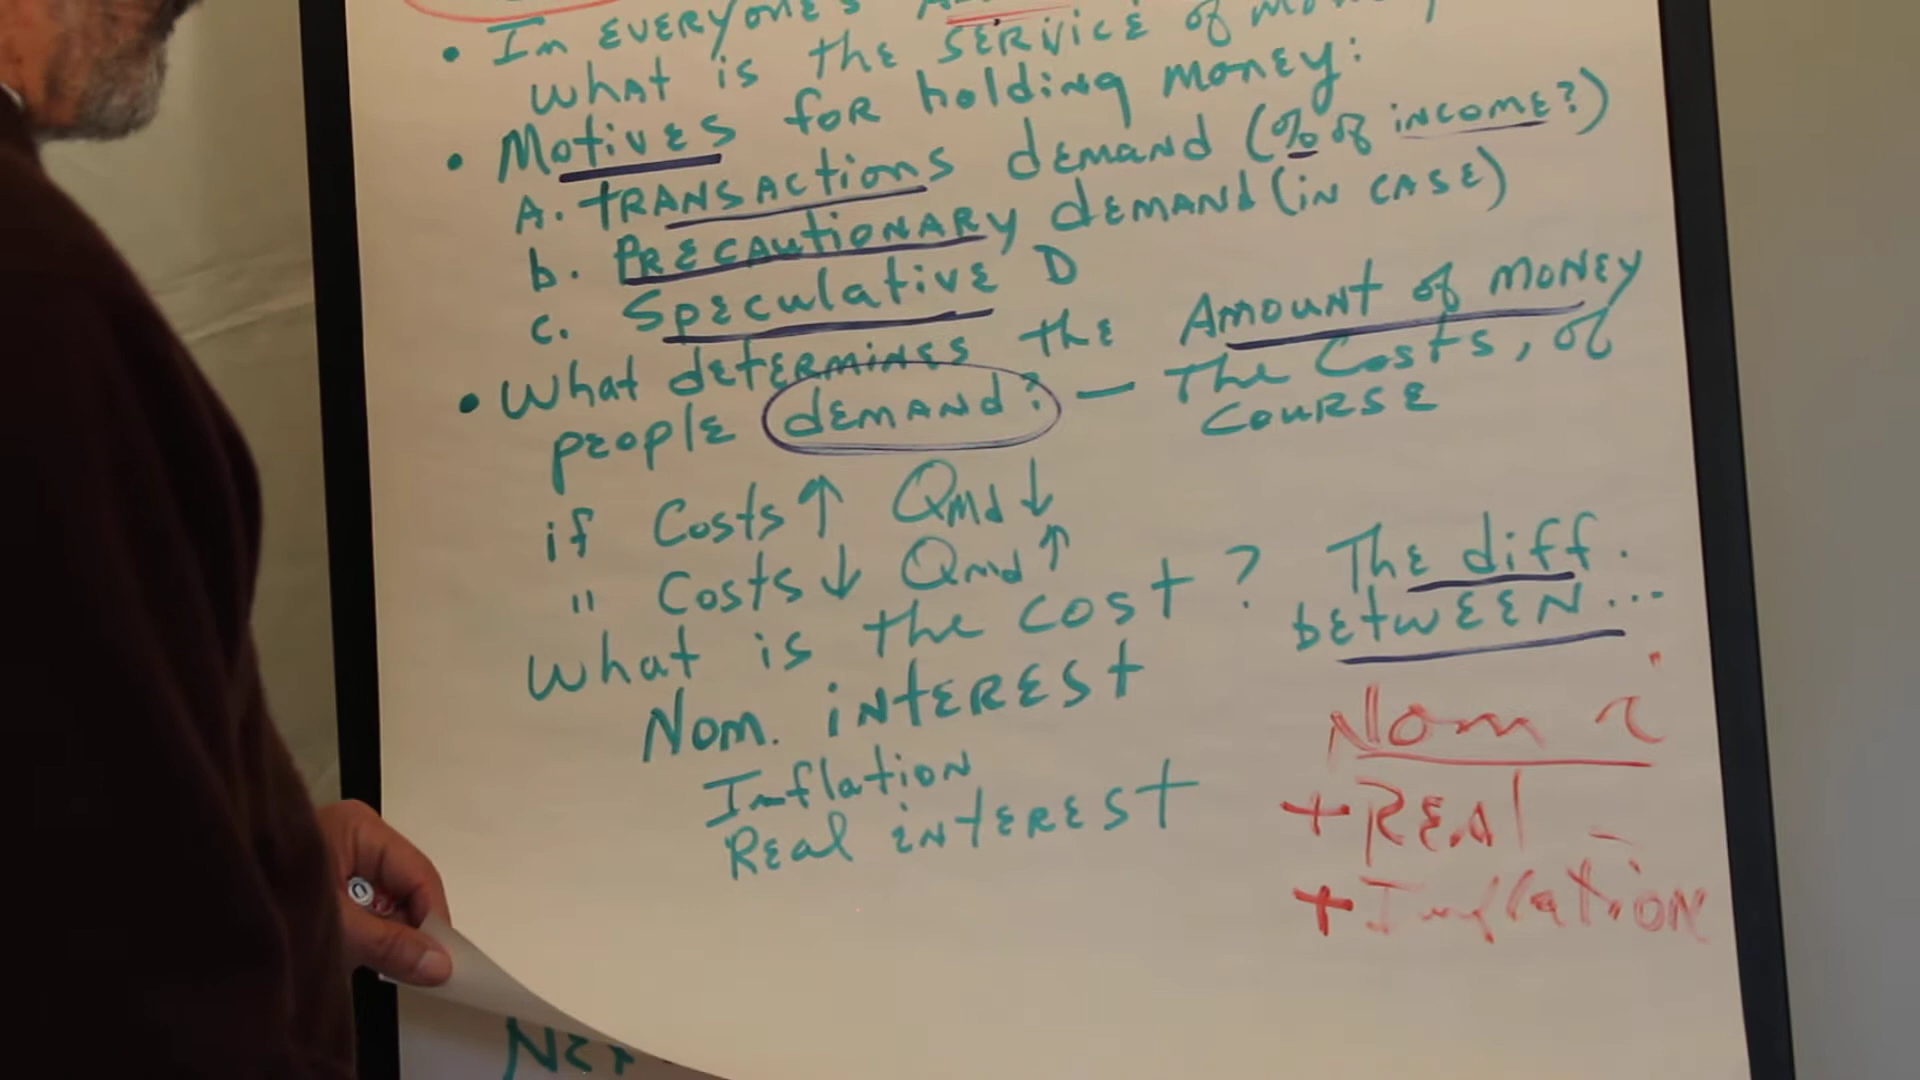 • In EVERYONE'S
What is the SERVICE of MONEY
• Motives for holding money:
A. TRANSACTIONS demand (% of income?)
b. PRECAUTIONARY demand (in case)
c. Speculative D
• What determines the Amount of money
people demand? — The Costs, of
COURSE
if Costs ↑ Qmd ↓
" Costs ↓ Qmd ↑
What is the cost? The diff.
between...
Nom. interest
Inflation
Real interest
Nom i
+ Real
+ Inflation